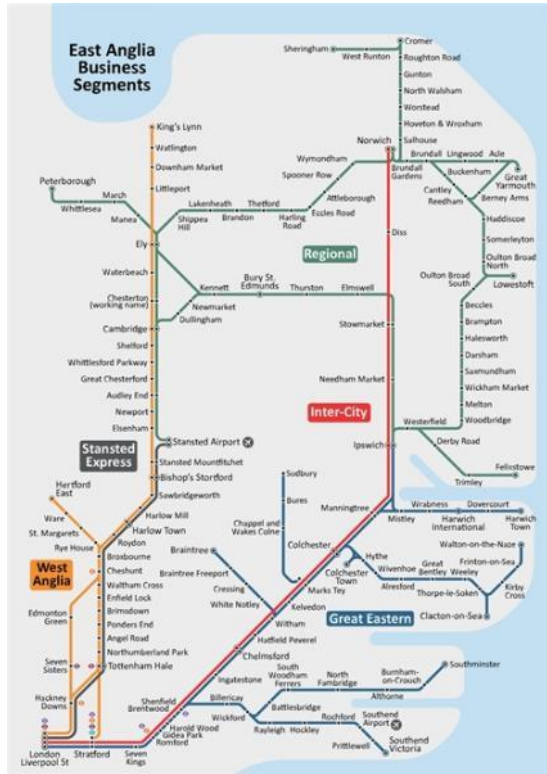 East Anglia
Business
Segments
Cromer
Sheringham
West Runton
Roughton Road
Gunton
North Walsham
Worstead
Hoveton & Wroxham
Salhouse
King's Lynn
Watlington
Downham Market
Littleport
Norwich
Wymondham
Spooner Row
Attleborough
Eccles Road
Harling
Road
Thetford
Brandon
Lakenheath
Shippea
Hill
Brundall
Lingwood
Acle
Brundall
Gardens
Buckenham
Great
Yarmouth
Cantley
Reedham
Berney Arms
Haddiscoe
Somerleyton
Oulton Broad
North
Oulton Broad
South
Lowestoft
Peterborough
Whittlesea
March
Manea
Ely
Waterbeach
Chesterton
(working name)
Cambridge
Shelford
Whittlesford Parkway
Great Chesterford
Audley End
Newport
Elsenham
Diss
Regional
Kennett
Bury St.
Edmunds
Thurston
Elmswell
Newmarket
Dullingham
Stowmarket
Needham Market
Beccles
Brampton
Halesworth
Darsham
Saxmundham
Wickham Market
Melton
Woodbridge
Westerfield
Derby Road
Felixstowe
Trimley
Inter-City
Ipswich
Stansted
Express
Stansted Airport
Stansted Mountfitchet
Bishop's Stortford
Sawbridgeworth
Harlow Mill
Harlow Town
Roydon
Hertford
East
Ware
St. Margarets
Rye House
Broxbourne
Cheshunt
Waltham Cross
Enfield Lock
Brimsdown
Ponders End
Angel Road
Northumberland Park
Tottenham Hale
West
Anglia
Edmonton
Green
Seven
Sisters
Hackney
Downs
London
Liverpool St
Stratford
Seven
Kings
Sudbury
Bures
Chappel and
Wakes Colne
Manningtree
Mistley
Wrabness
Harwich
International
Dovercourt
Harwich
Town
Walton-on-the-Naze
Frinton-on-Sea
Kirby
Cross
Colchester
Colchester
Town
Hythe
Wivenhoe
Alresford
Great
Bentley
Weeley
Thorpe-le-Soken
Clacton-on-Sea
Great Eastern
Braintree
Braintree Freeport
Cressing
White Notley
Marks Tey
Kelvedon
Witham
Hatfield Peverel
Chelmsford
Ingatestone
Shenfield
Brentwood
Harold Wood
Gidea Park
Romford
Billericay
Wickford
South
Woodham
Ferrers
Battlesbridge
North
Fambridge
Althorne
Burnham-
on-Crouch
Southminster
Rayleigh
Hockley
Rochford
Southend
Airport
Prittlewell
Southend
Victoria